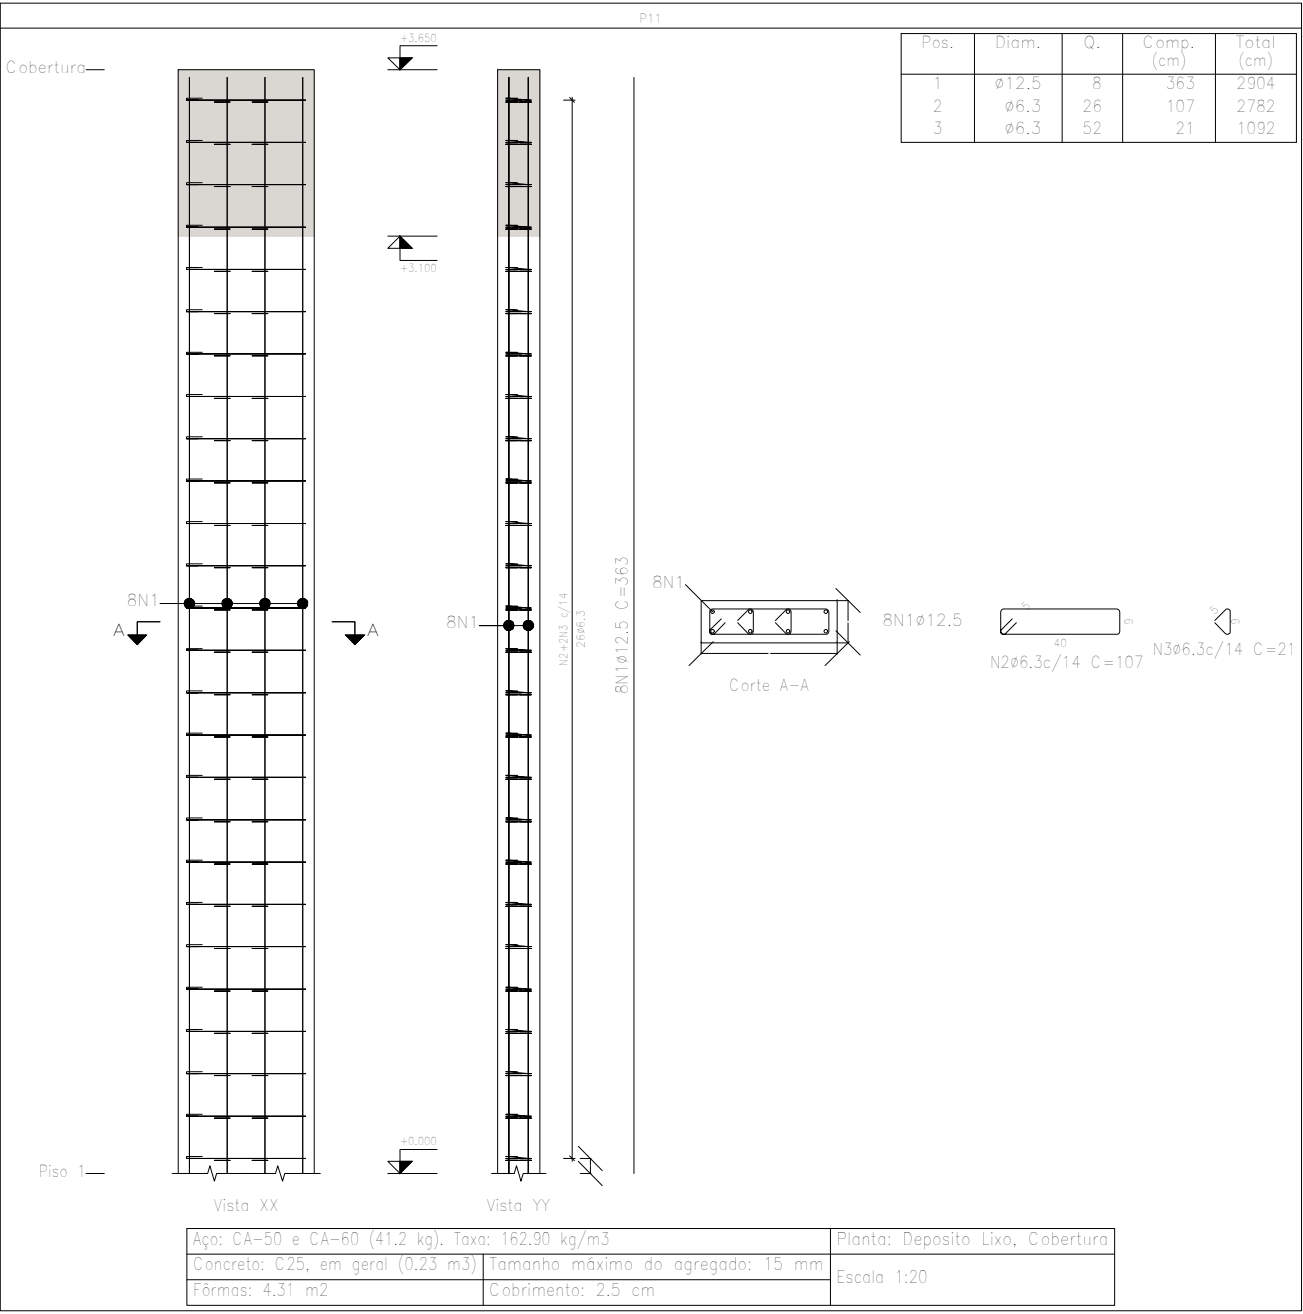 P11
+3.650
Cobertura
Pos. Diam. Q. Comp. (cm) Total (cm)
1 ø12.5 8 363 2904
2 ø6.3 26 107 2782
3 ø6.3 52 21 1092
+3.100
8N1
A A
8N1
N2+2N3 c/14
26ø6.3
8N1ø12.5 C=363
8N1
8N1ø12.5
Corte A-A
5
9
40
N2ø6.3c/14 C=107
5
9
N3ø6.3c/14 C=21
+0.000
Piso 1
Vista XX
Vista YY
Aço: CA-50 e CA-60 (41.2 kg). Taxa: 162.90 kg/m3
Planta: Deposito Lixo, Cobertura
Concreto: C25, em geral (0.23 m3) Tamanho máximo do agregado: 15 mm
Escala 1:20
Fôrmas: 4.31 m2 Cobrimento: 2.5 cm